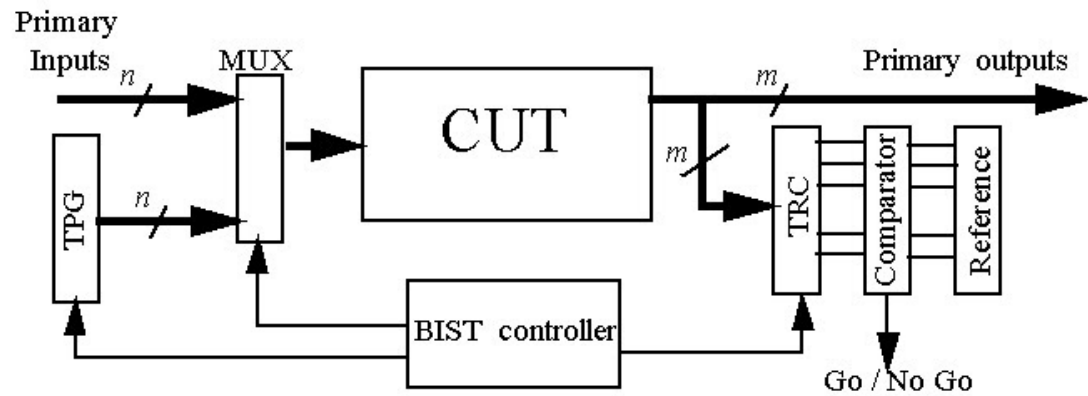 Primary
Inputs
n
MUX
CUT
m
Primary outputs
TPG
n
m
TRC
Comparator
Reference
BIST controller
Go / No Go